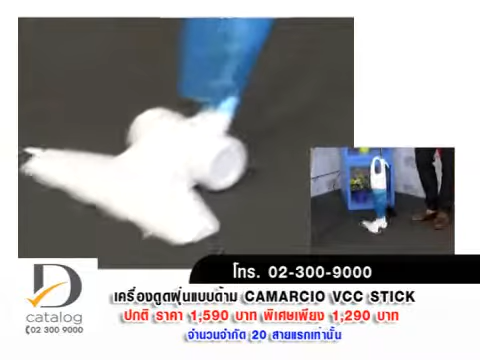 โทร. 02-300-9000
D
catalog
02 300 9000
เครื่องดูดฝุ่นแบบด้าม CAMARCIO VCC STICK
ปกติ ราคา 1,590 บาท พิเศษเพียง 1,290 บาท
จำนวนจำกัด 20 สายแรกเท่านั้น